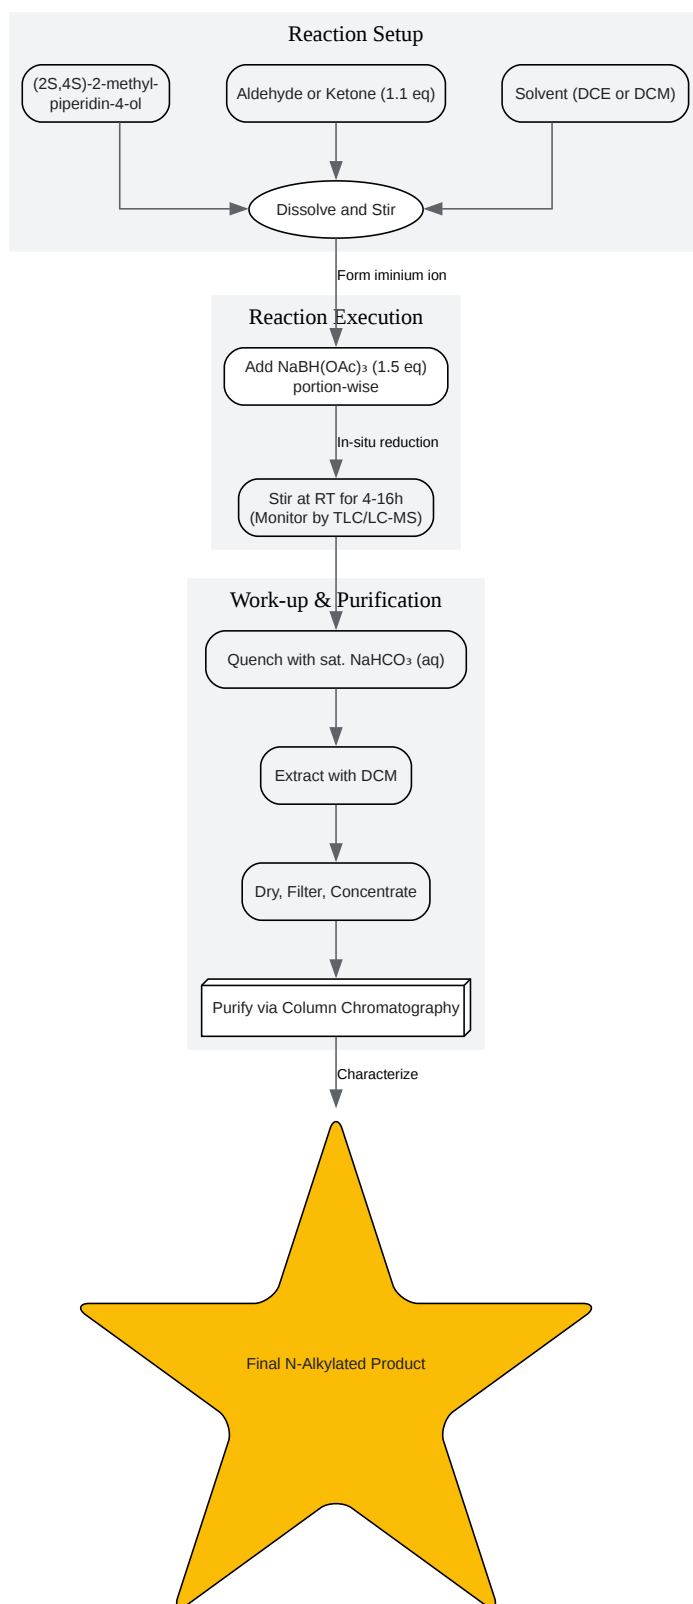 Reaction Setup
(2S,4S)-2-methyl-
piperidin-4-ol
Aldehyde or Ketone (1.1 eq)
Solvent (DCE or DCM)
Dissolve and Stir
Form iminium ion
Reaction Execution
Add NaBH(OAc)₃ (1.5 eq)
portion-wise
In-situ reduction
Stir at RT for 4-16h
(Monitor by TLC/LC-MS)
Work-up & Purification
Quench with sat. NaHCO₃ (aq)
Extract with DCM
Dry, Filter, Concentrate
Purify via Column Chromatography
Characterize
Final N-Alkylated Product